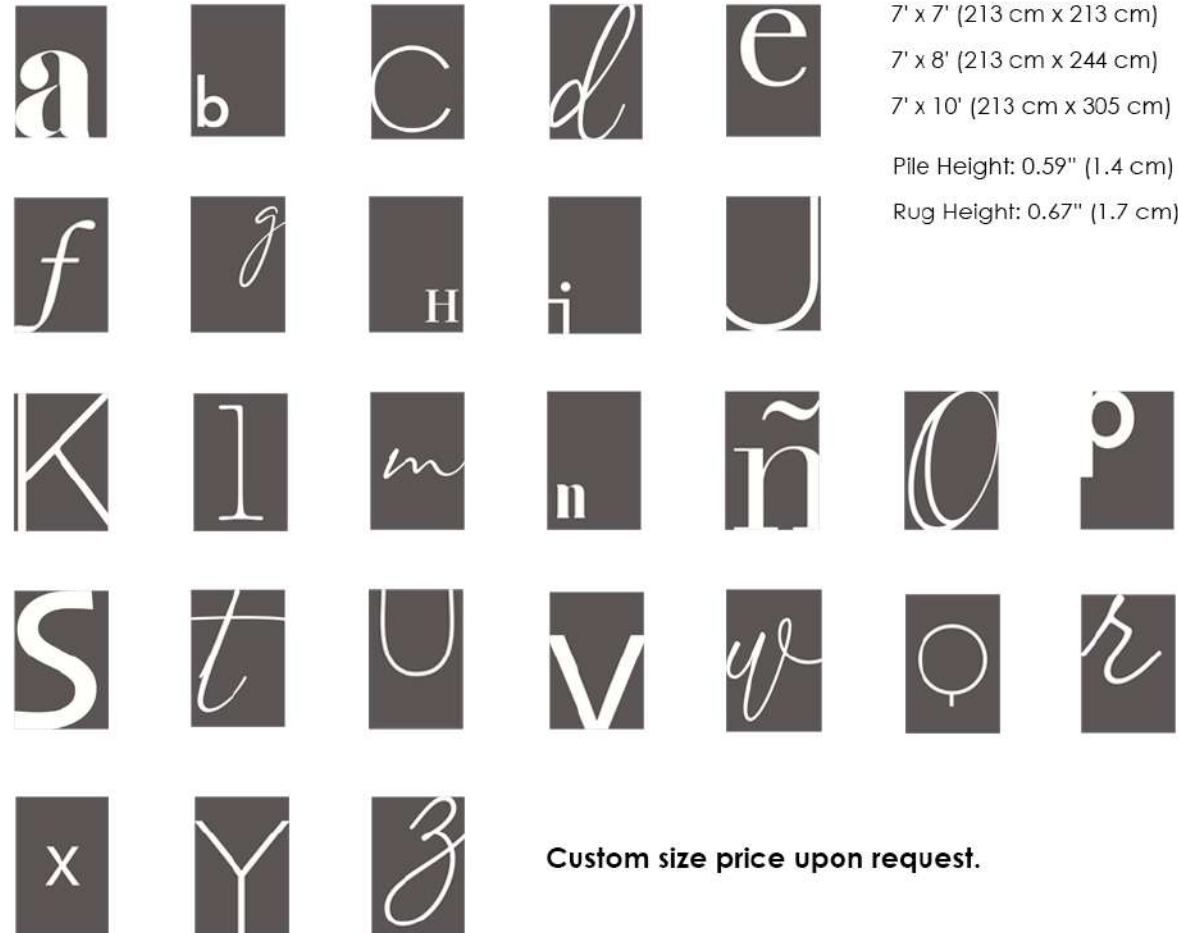 a b c d e
7' x 7' (213 cm x 213 cm)
7' x 8' (213 cm x 244 cm)
7' x 10' (213 cm x 305 cm)
Pile Height: 0.59" (1.4 cm)
Rug Height: 0.67" (1.7 cm)
f g H i J
K l m n ñ O p
S t U v w Q r
x Y z
Custom size price upon request.